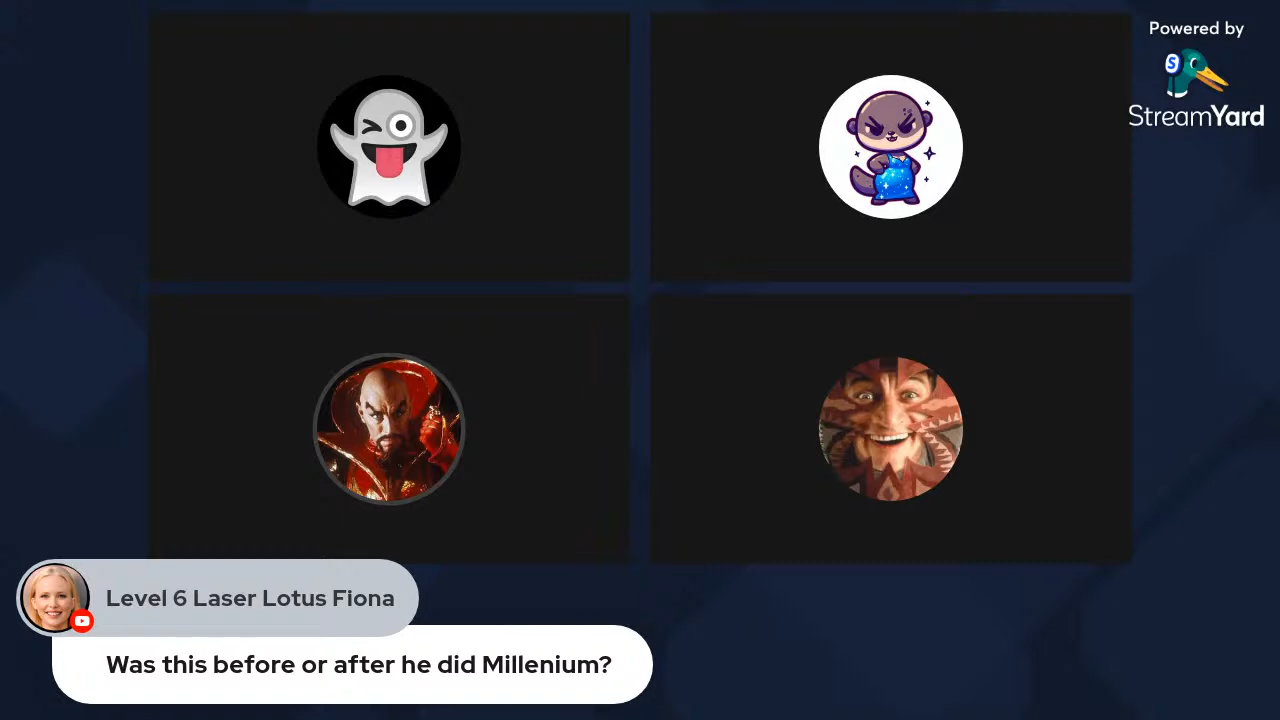 Powered by
S
StreamYard
Level 6 Laser Lotus Fiona
Was this before or after he did Millenium?